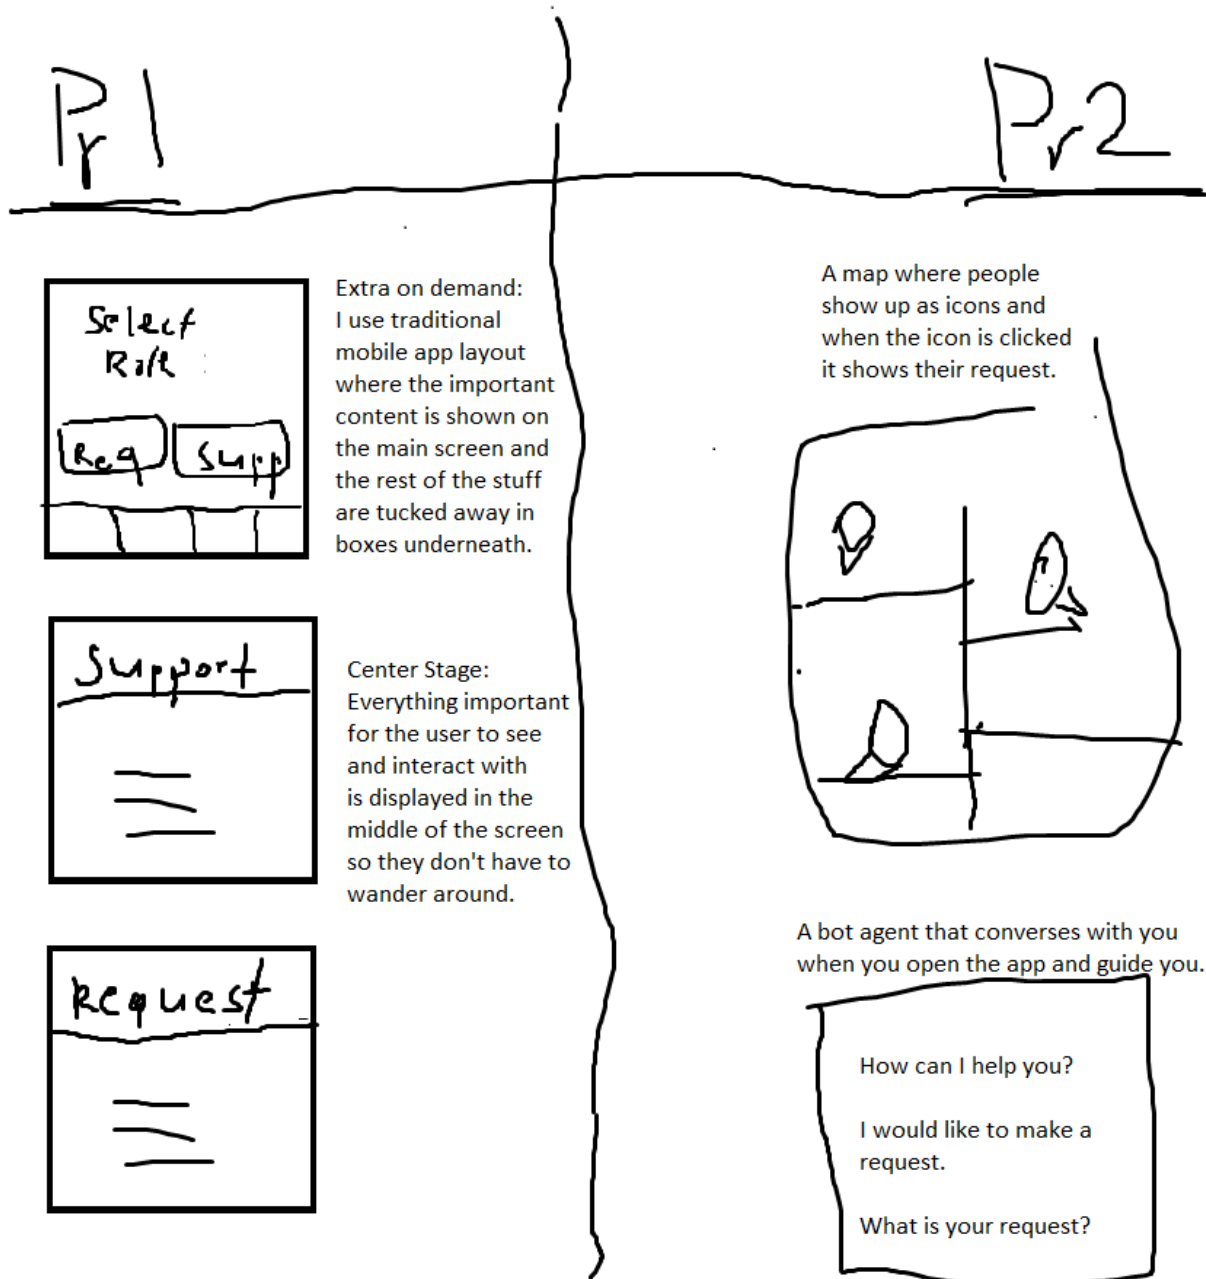 Pr 1
Pr 2
Select
Role
Req
Supp
Extra on demand:
I use traditional
mobile app layout
where the important
content is shown on
the main screen and
the rest of the stuff
are tucked away in
boxes underneath.
Support
Center Stage:
Everything important
for the user to see
and interact with
is displayed in the
middle of the screen
so they don't have to
wander around.
Request
A map where people
show up as icons and
when the icon is clicked
it shows their request.
A bot agent that converses with you
when you open the app and guide you.
How can I help you?
I would like to make a
request.
What is your request?